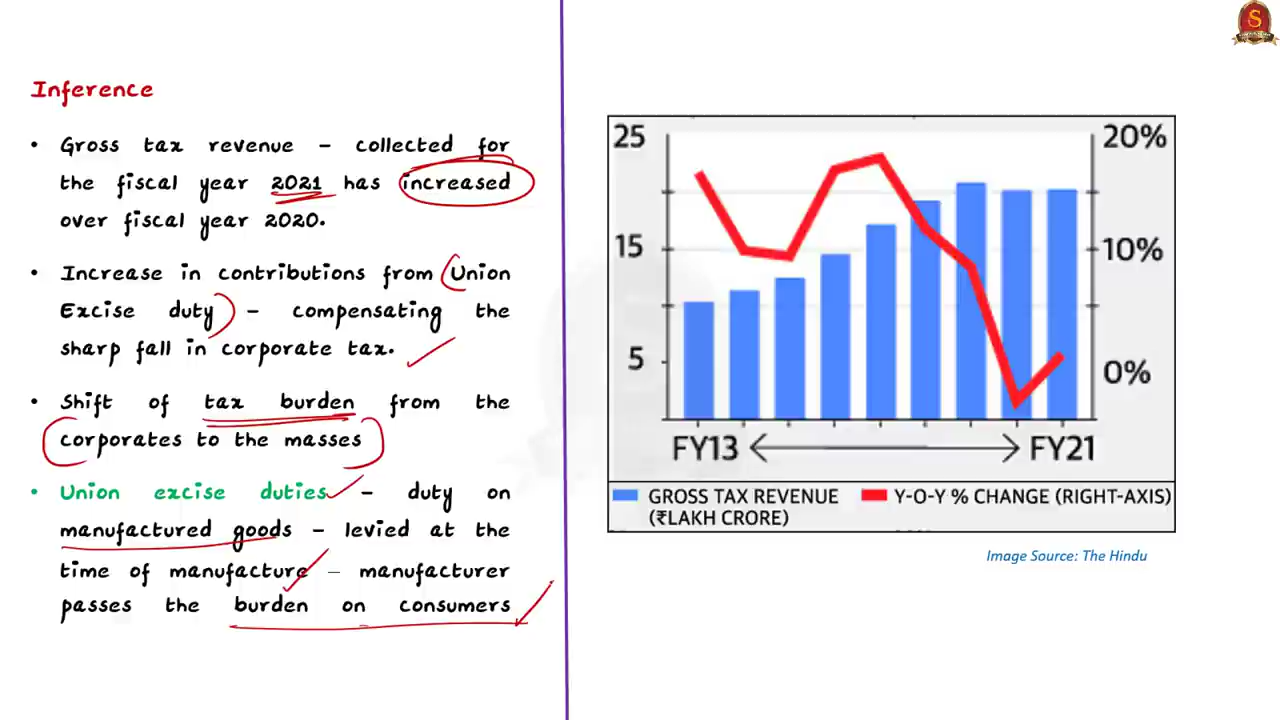 Inference
• Gross tax revenue – collected for
the fiscal year 2021 has increased
over fiscal year 2020.
• Increase in contributions from Union
Excise duty – compensating the
sharp fall in corporate tax.
• Shift of tax burden from the
corporates to the masses
• Union excise duties – duty on
manufactured goods – levied at the
time of manufacture – manufacturer
passes the burden on consumers
25
20%
15
10%
5
0%
FY13
FY21
GROSS TAX REVENUE
(₹LAKH CRORE)
Y-O-Y % CHANGE (RIGHT-AXIS)
Image Source: The Hindu
S